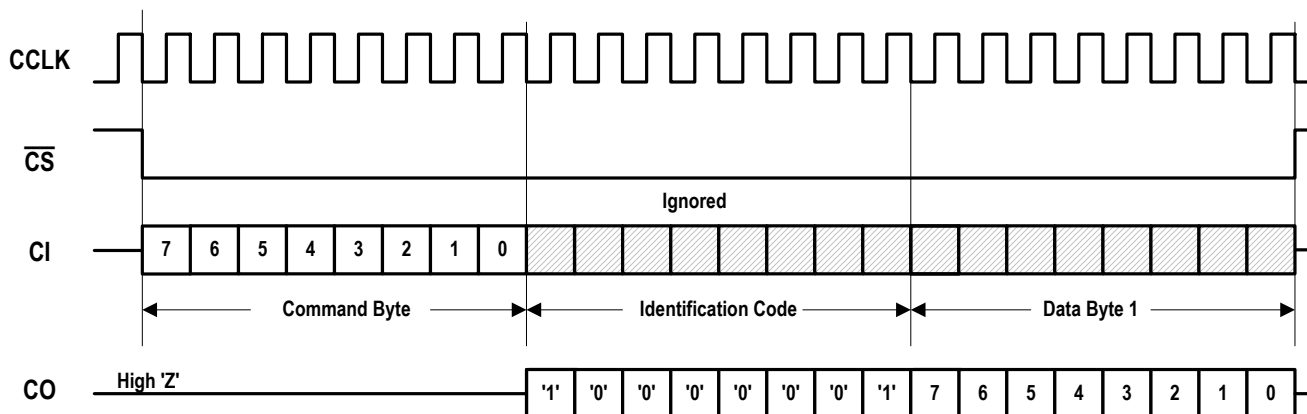 CCLK
CS
Ignored
CI 7 6 5 4 3 2 1 0
Command Byte Identification Code Data Byte 1
High 'Z'
CO '1' '0' '0' '0' '0' '0' '0' '1' 7 6 5 4 3 2 1 0